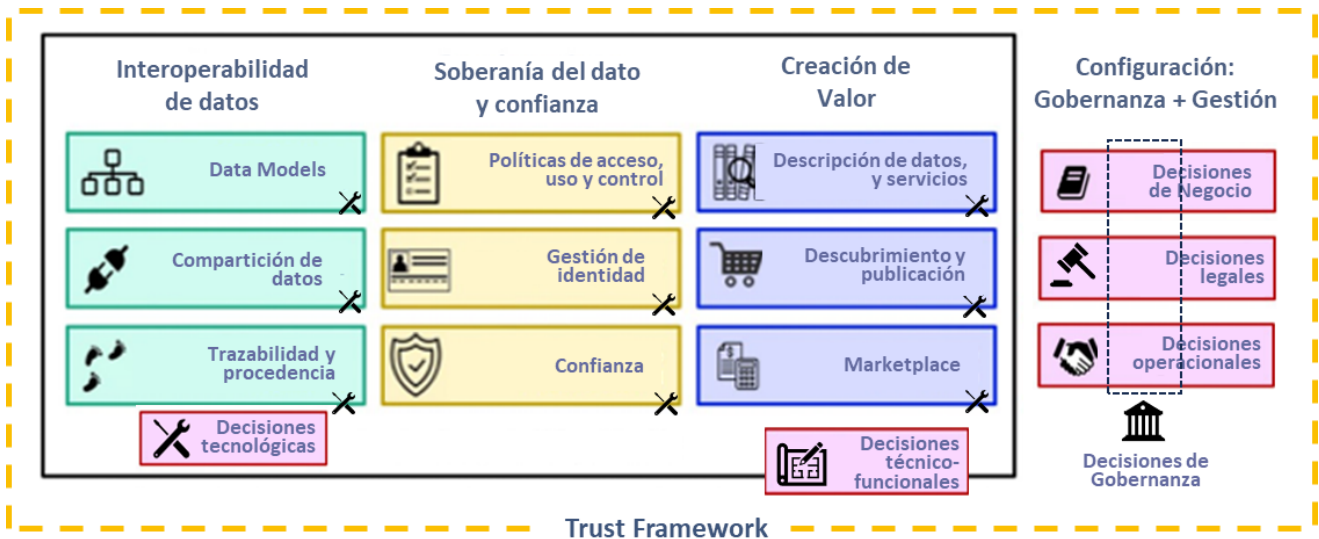 Interoperabilidad
de datos
Soberanía del dato
y confianza
Creación de
Valor
Configuración:
Gobernanza + Gestión
Data Models
Políticas de acceso,
uso y control
Descripción de datos,
y servicios
Decisiones
de Negocio
Compartición de
datos
Gestión de
identidad
Descubrimiento y
publicación
Decisiones
legales
Trazabilidad y
procedencia
Confianza
Marketplace
Decisiones
operacionales
Decisiones
tecnológicas
Decisiones
técnico-
funcionales
Decisiones de
Gobernanza
Trust Framework